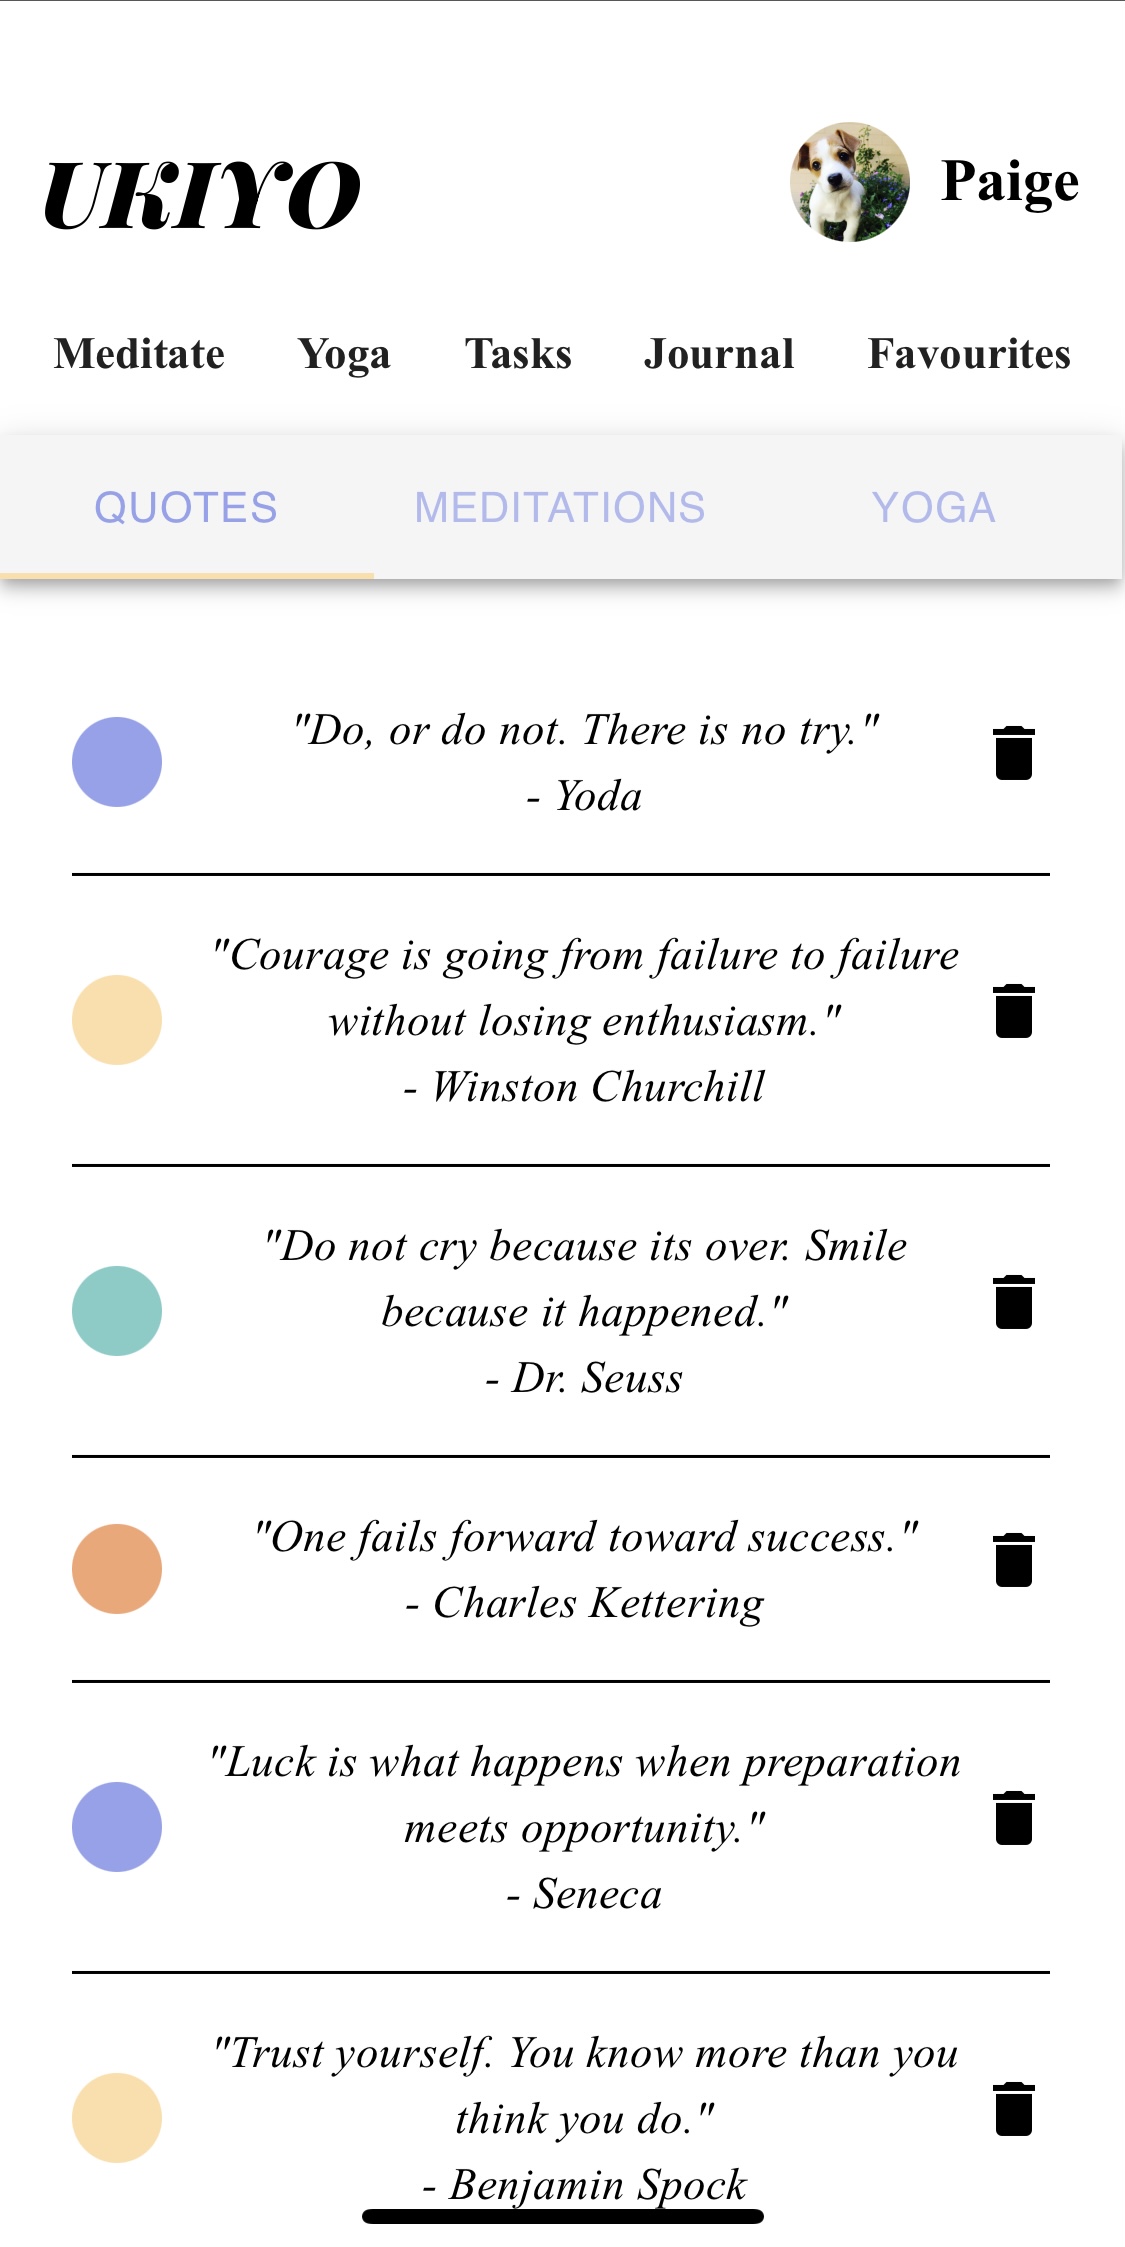 UKIYO
Paige
Meditate Yoga Tasks Journal Favourites
QUOTES MEDITATIONS YOGA
"Do, or do not. There is no try."
- Yoda
"Courage is going from failure to failure
without losing enthusiasm."
- Winston Churchill
"Do not cry because its over. Smile
because it happened."
- Dr. Seuss
"One fails forward toward success."
- Charles Kettering
"Luck is what happens when preparation
meets opportunity."
- Seneca
"Trust yourself. You know more than you
think you do."
- Benjamin Spock